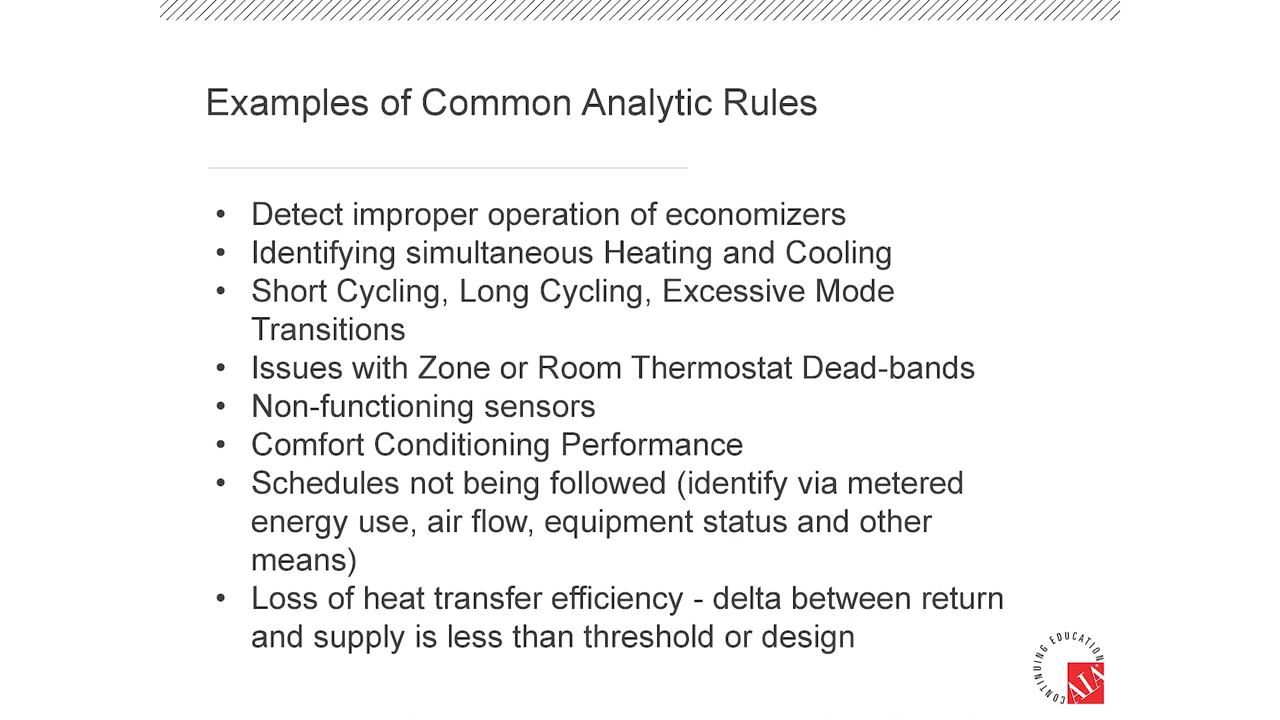 Examples of Common Analytic Rules
• Detect improper operation of economizers
• Identifying simultaneous Heating and Cooling
• Short Cycling, Long Cycling, Excessive Mode
Transitions
• Issues with Zone or Room Thermostat Dead-bands
• Non-functioning sensors
• Comfort Conditioning Performance
• Schedules not being followed (identify via metered
energy use, air flow, equipment status and other
means)
• Loss of heat transfer efficiency - delta between return
and supply is less than threshold or design
CONTINUING EDUCATION
AIA